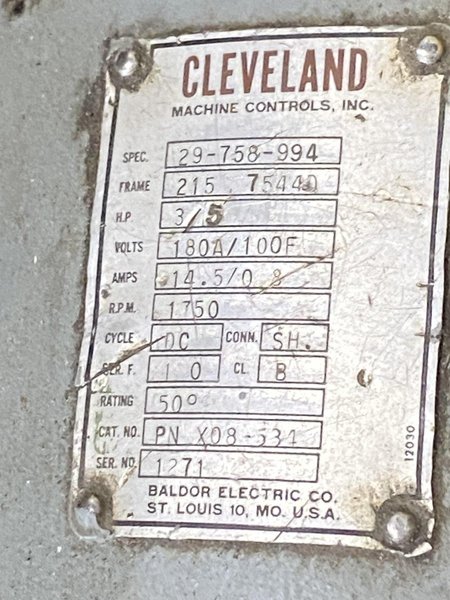 CLEVELAND
MACHINE CONTROLS, INC.
SPEC. 29-758-994
FRAME 215 . 7544D
H.P. 3/5
VOLTS 180A/100F
AMPS 14.5/0.8
R.P.M. 1750
CYCLE DC CONN. SH.
SER. F. 1 0 CL B
RATING 50°
CAT. NO. PN X08-531
SER. NO. 1271
12030
BALDOR ELECTRIC CO.
ST. LOUIS 10, MO. U.S.A.